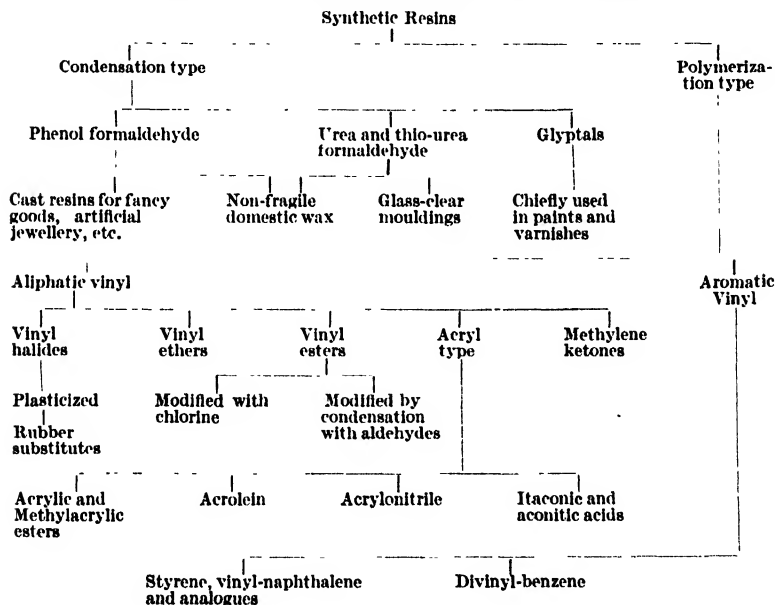 Synthetic Resins
Condensation type
Polymeriza-
tion type
Phenol formaldehyde
Urea and thio-urea
formaldehyde
Glyptals
Cast resins for fancy
goods, artificial
jewellery, etc.
Non-fragile
domestic wax
Glass-clear
mouldings
Chiefly used
in paints and
varnishes
Aliphatic vinyl
Aromatic
Vinyl
Vinyl
halides
Vinyl
ethers
Vinyl
esters
Acryl
type
Methylene
ketones
Plasticized
Rubber
substitutes
Modified with
chlorine
Modified by
condensation
with aldehydes
Acrylic and
Methylacrylic
esters
Acrolein
Acrylonitrile
Itaconic and
aconitic acids
Styrene, vinyl-naphthalene
and analogues
Divinyl-benzene